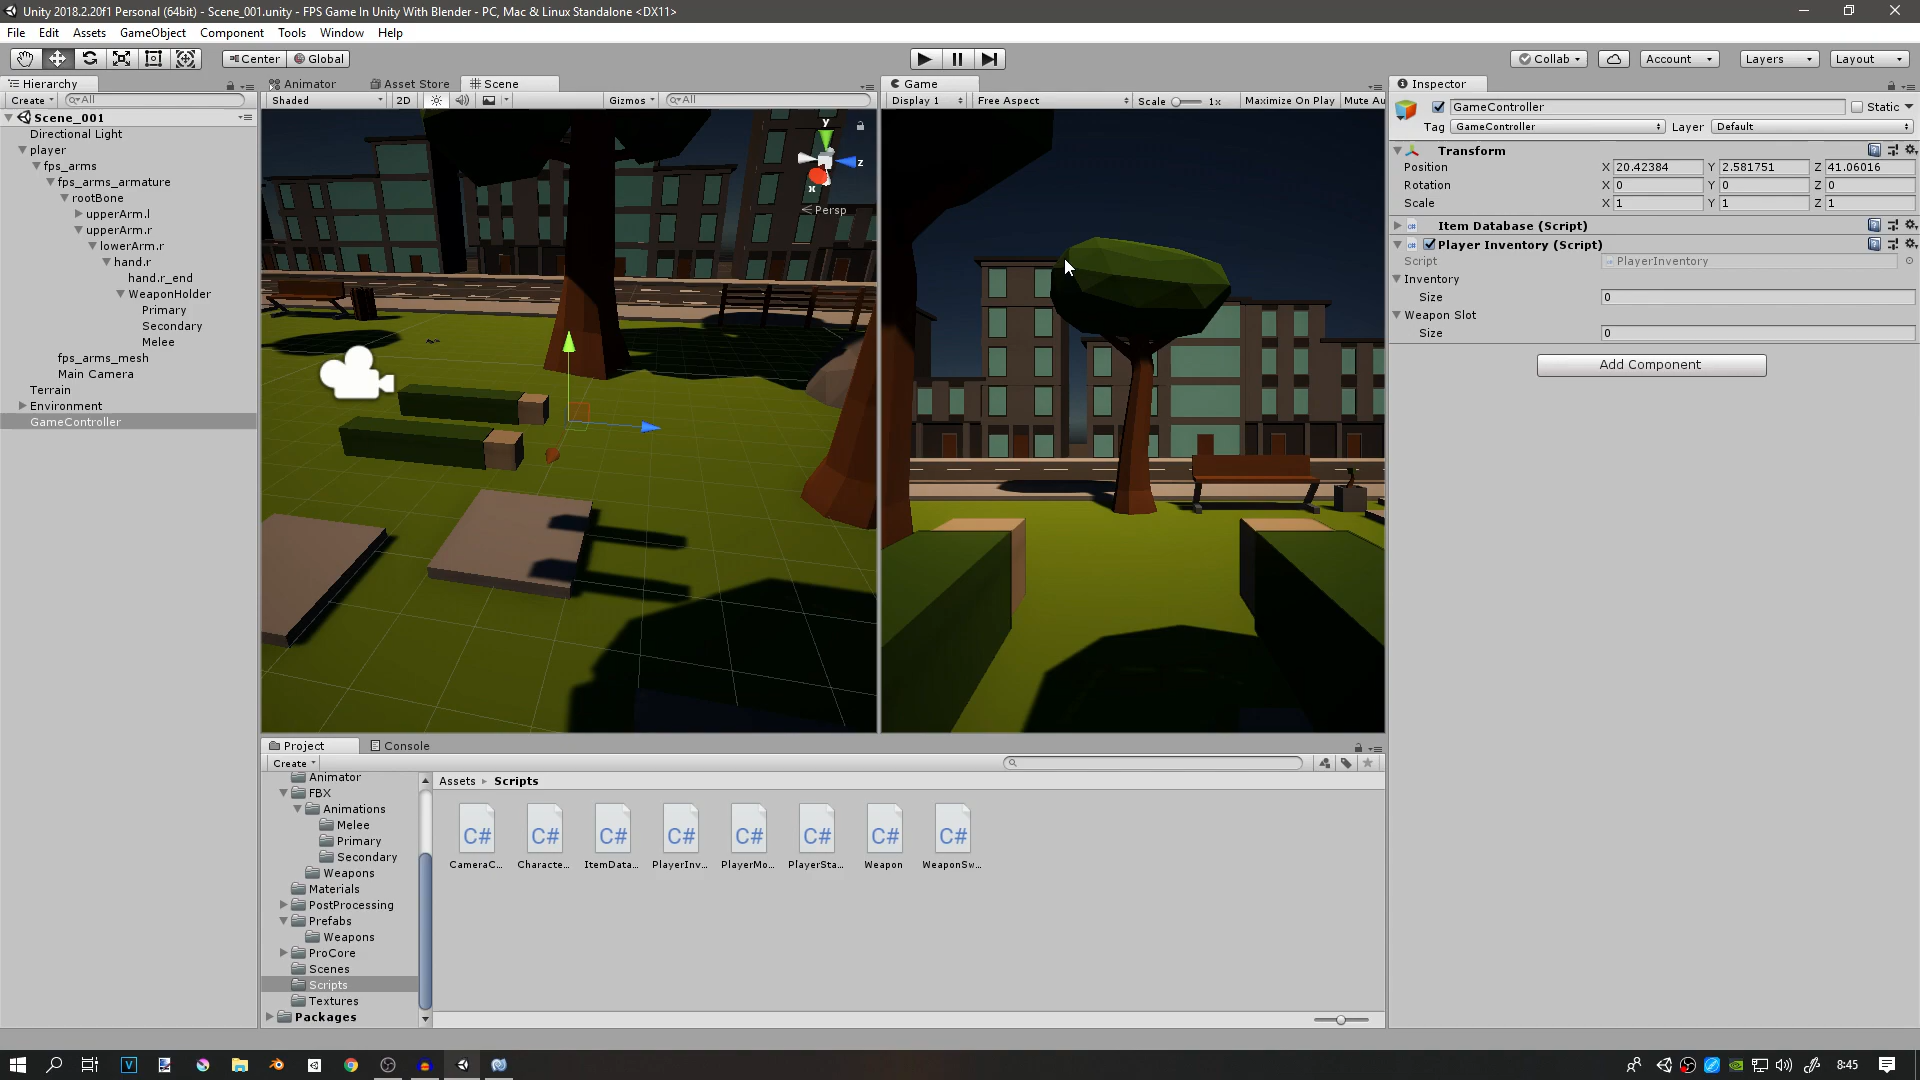 Unity 2018.2.20f1 Personal (64bit) - Scene_001.unity - FPS Game In Unity With Blender - PC, Mac & Linux Standalone <DX11>
File Edit Assets GameObject Component Tools Window Help
Center Global Collab Account Layers Layout
Hierarchy
Create All
Scene_001
Directional Light
player
fps_arms
fps_arms_armature
rootBone
upperArm.l
upperArm.r
lowerArm.r
hand.r
hand.r_end
WeaponHolder
Primary
Secondary
Melee
fps_arms_mesh
Main Camera
Terrain
Environment
GameController
Animator Asset Store Scene
Shaded 2D Gizmos All
y
z
x
Persp
Game
Display 1 Free Aspect Scale 1x Maximize On Play Mute Au
Inspector
GameController Static
Tag GameController Layer Default
Transform
Position X 20.42384 Y 2.581751 Z 41.06016
Rotation X 0 Y 0 Z 0
Scale X 1 Y 1 Z 1
Item Database (Script)
Player Inventory (Script)
Script PlayerInventory
Inventory
Size 0
Weapon Slot
Size 0
Add Component
Project Console
Create
Animator
FBX
Animations
Melee
Primary
Secondary
Weapons
Materials
PostProcessing
Prefabs
Weapons
ProCore
Scenes
Scripts
Textures
Packages
Assets Scripts
C# C# C# C# C# C# C# C#
CameraC... Characte... ItemData... PlayerInv... PlayerMo... PlayerSta... Weapon WeaponSw...
8:45